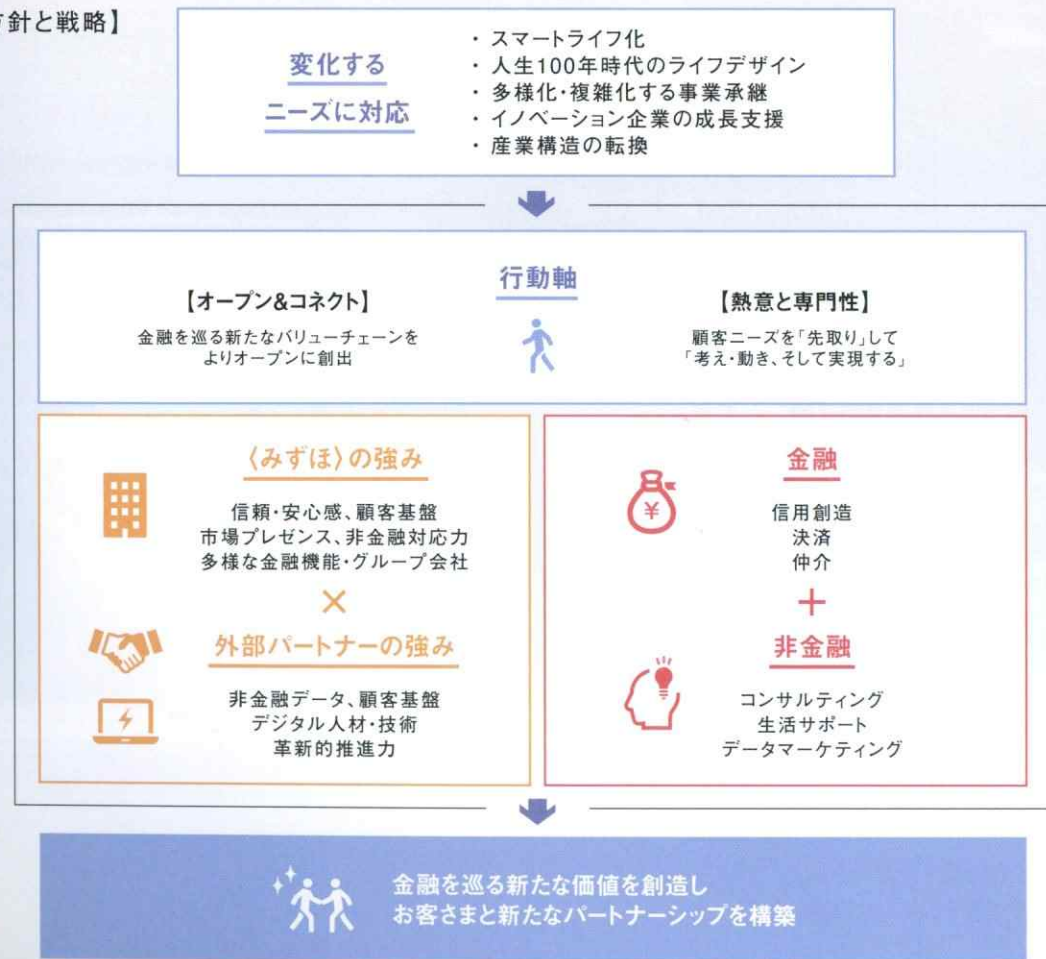 針と戦略】
変化する
ニーズに対応
・ スマートライフ化
・ 人生100年時代のライフデザイン
・ 多様化・複雑化する事業承継
・ イノベーション企業の成長支援
・ 産業構造の転換
行動軸
【オープン&コネクト】
金融を巡る新たなバリューチェーンを
よりオープンに創出
【熱意と専門性】
顧客ニーズを「先取り」して
「考え・動き、そして実現する」
〈みずほ〉の強み
信頼・安心感、顧客基盤
市場プレゼンス、非金融対応力
多様な金融機能・グループ会社
×
外部パートナーの強み
非金融データ、顧客基盤
デジタル人材・技術
革新的推進力
金融
¥
信用創造
決済
仲介
+
非金融
コンサルティング
生活サポート
データマーケティング
金融を巡る新たな価値を創造し
お客さまと新たなパートナーシップを構築